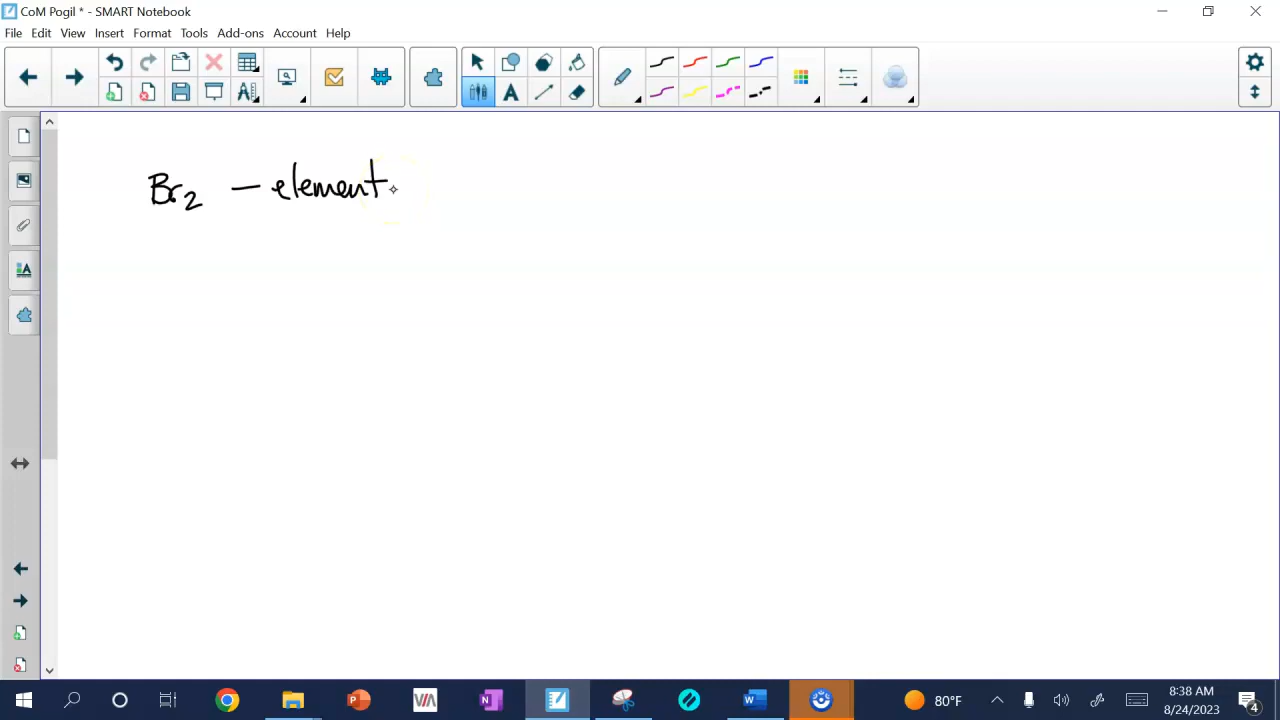 CoM Pogil * - SMART Notebook
File Edit View Insert Format Tools Add-ons Account Help
Br₂ — element
80°F
8:38 AM
8/24/2023
4